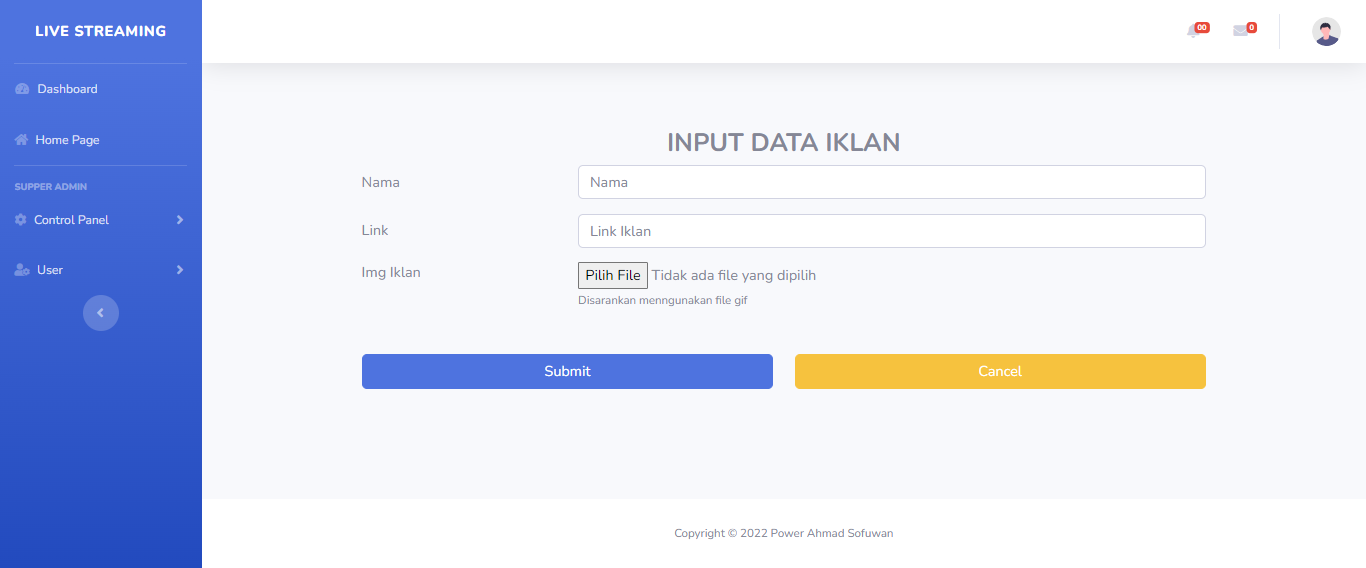 LIVE STREAMING
00
0
Dashboard
Home Page
SUPPER ADMIN
Control Panel
User
INPUT DATA IKLAN
Nama
Nama
Link
Link Iklan
Img Iklan
Pilih File Tidak ada file yang dipilih
Disarankan menngunakan file gif
Submit
Cancel
Copyright © 2022 Power Ahmad Sofuwan